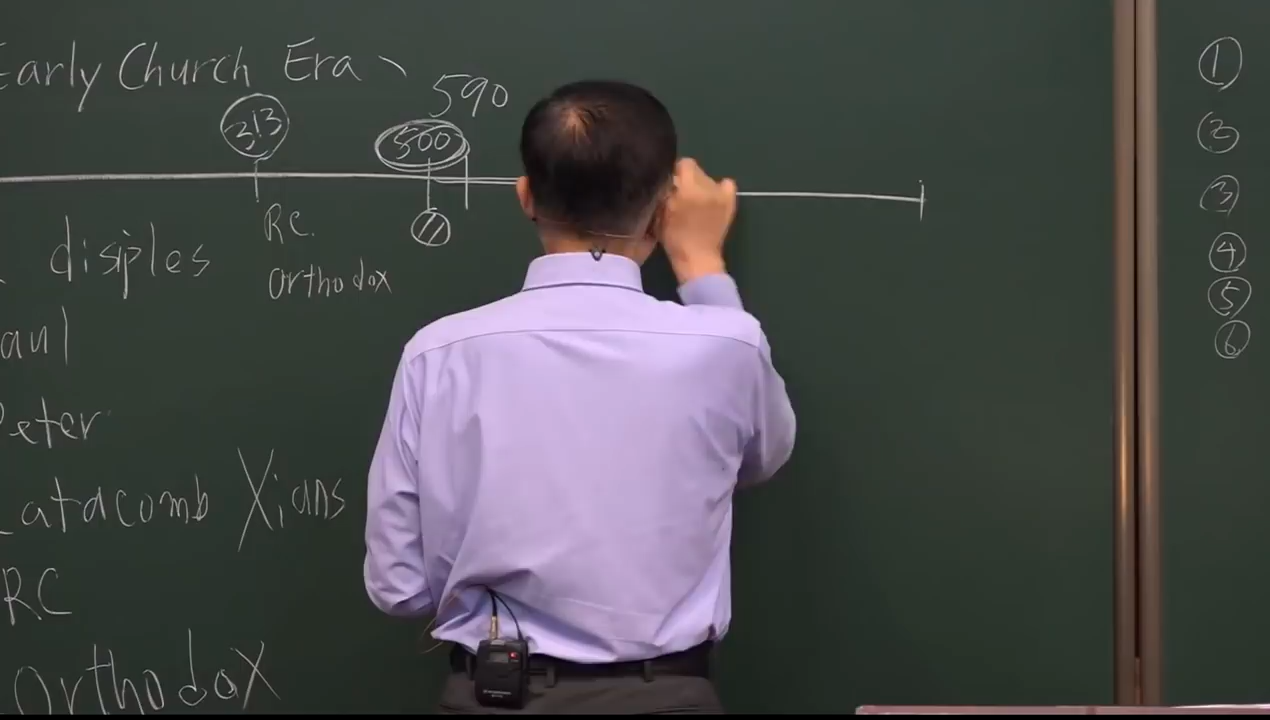 Early Church Era
590
313
500
RC.
Orthodox
disiples
aul
Peter
Catacomb Xians
RC
Orthodox
①
②
③
④
⑤
⑥